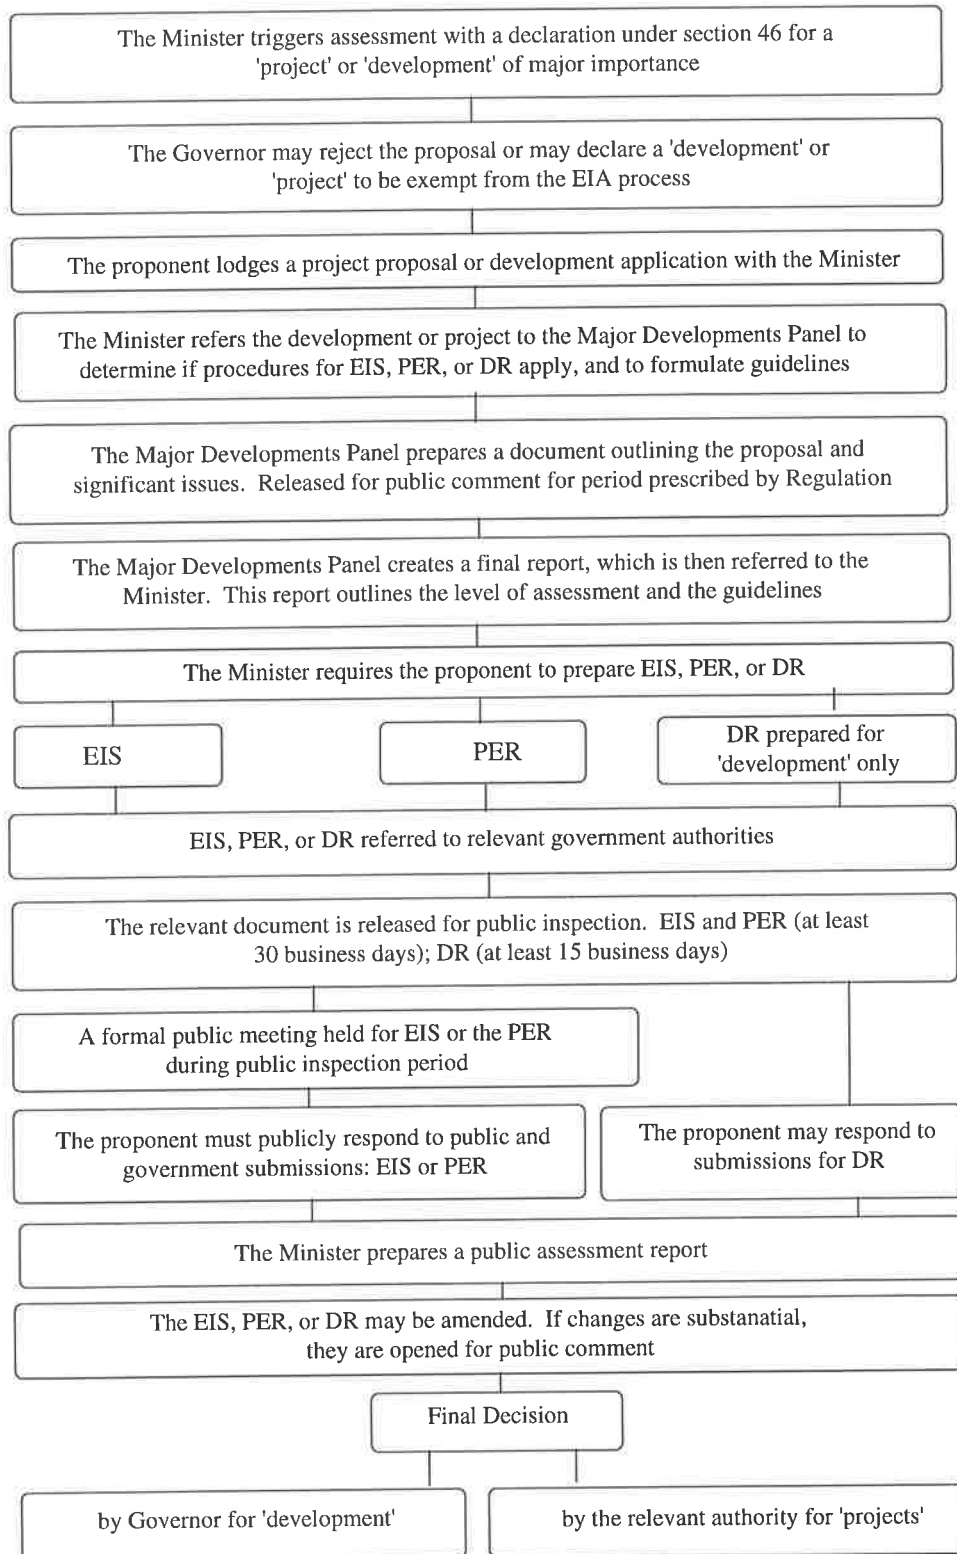 The Minister triggers assessment with a declaration under section 46 for a
'project' or 'development' of major importance
The Governor may reject the proposal or may declare a 'development' or
'project' to be exempt from the EIA process
The proponent lodges a project proposal or development application with the Minister
The Minister refers the development or project to the Major Developments Panel to
determine if procedures for EIS, PER, or DR apply, and to formulate guidelines
The Major Developments Panel prepares a document outlining the proposal and
significant issues. Released for public comment for period prescribed by Regulation
The Major Developments Panel creates a final report, which is then referred to the
Minister. This report outlines the level of assessment and the guidelines
The Minister requires the proponent to prepare EIS, PER, or DR
EIS
PER
DR prepared for
'development' only
EIS, PER, or DR referred to relevant government authorities
The relevant document is released for public inspection. EIS and PER (at least
30 business days); DR (at least 15 business days)
A formal public meeting held for EIS or the PER
during public inspection period
The proponent must publicly respond to public and
government submissions: EIS or PER
The proponent may respond to
submissions for DR
The Minister prepares a public assessment report
The EIS, PER, or DR may be amended. If changes are substanatial,
they are opened for public comment
Final Decision
by Governor for 'development'
by the relevant authority for 'projects'